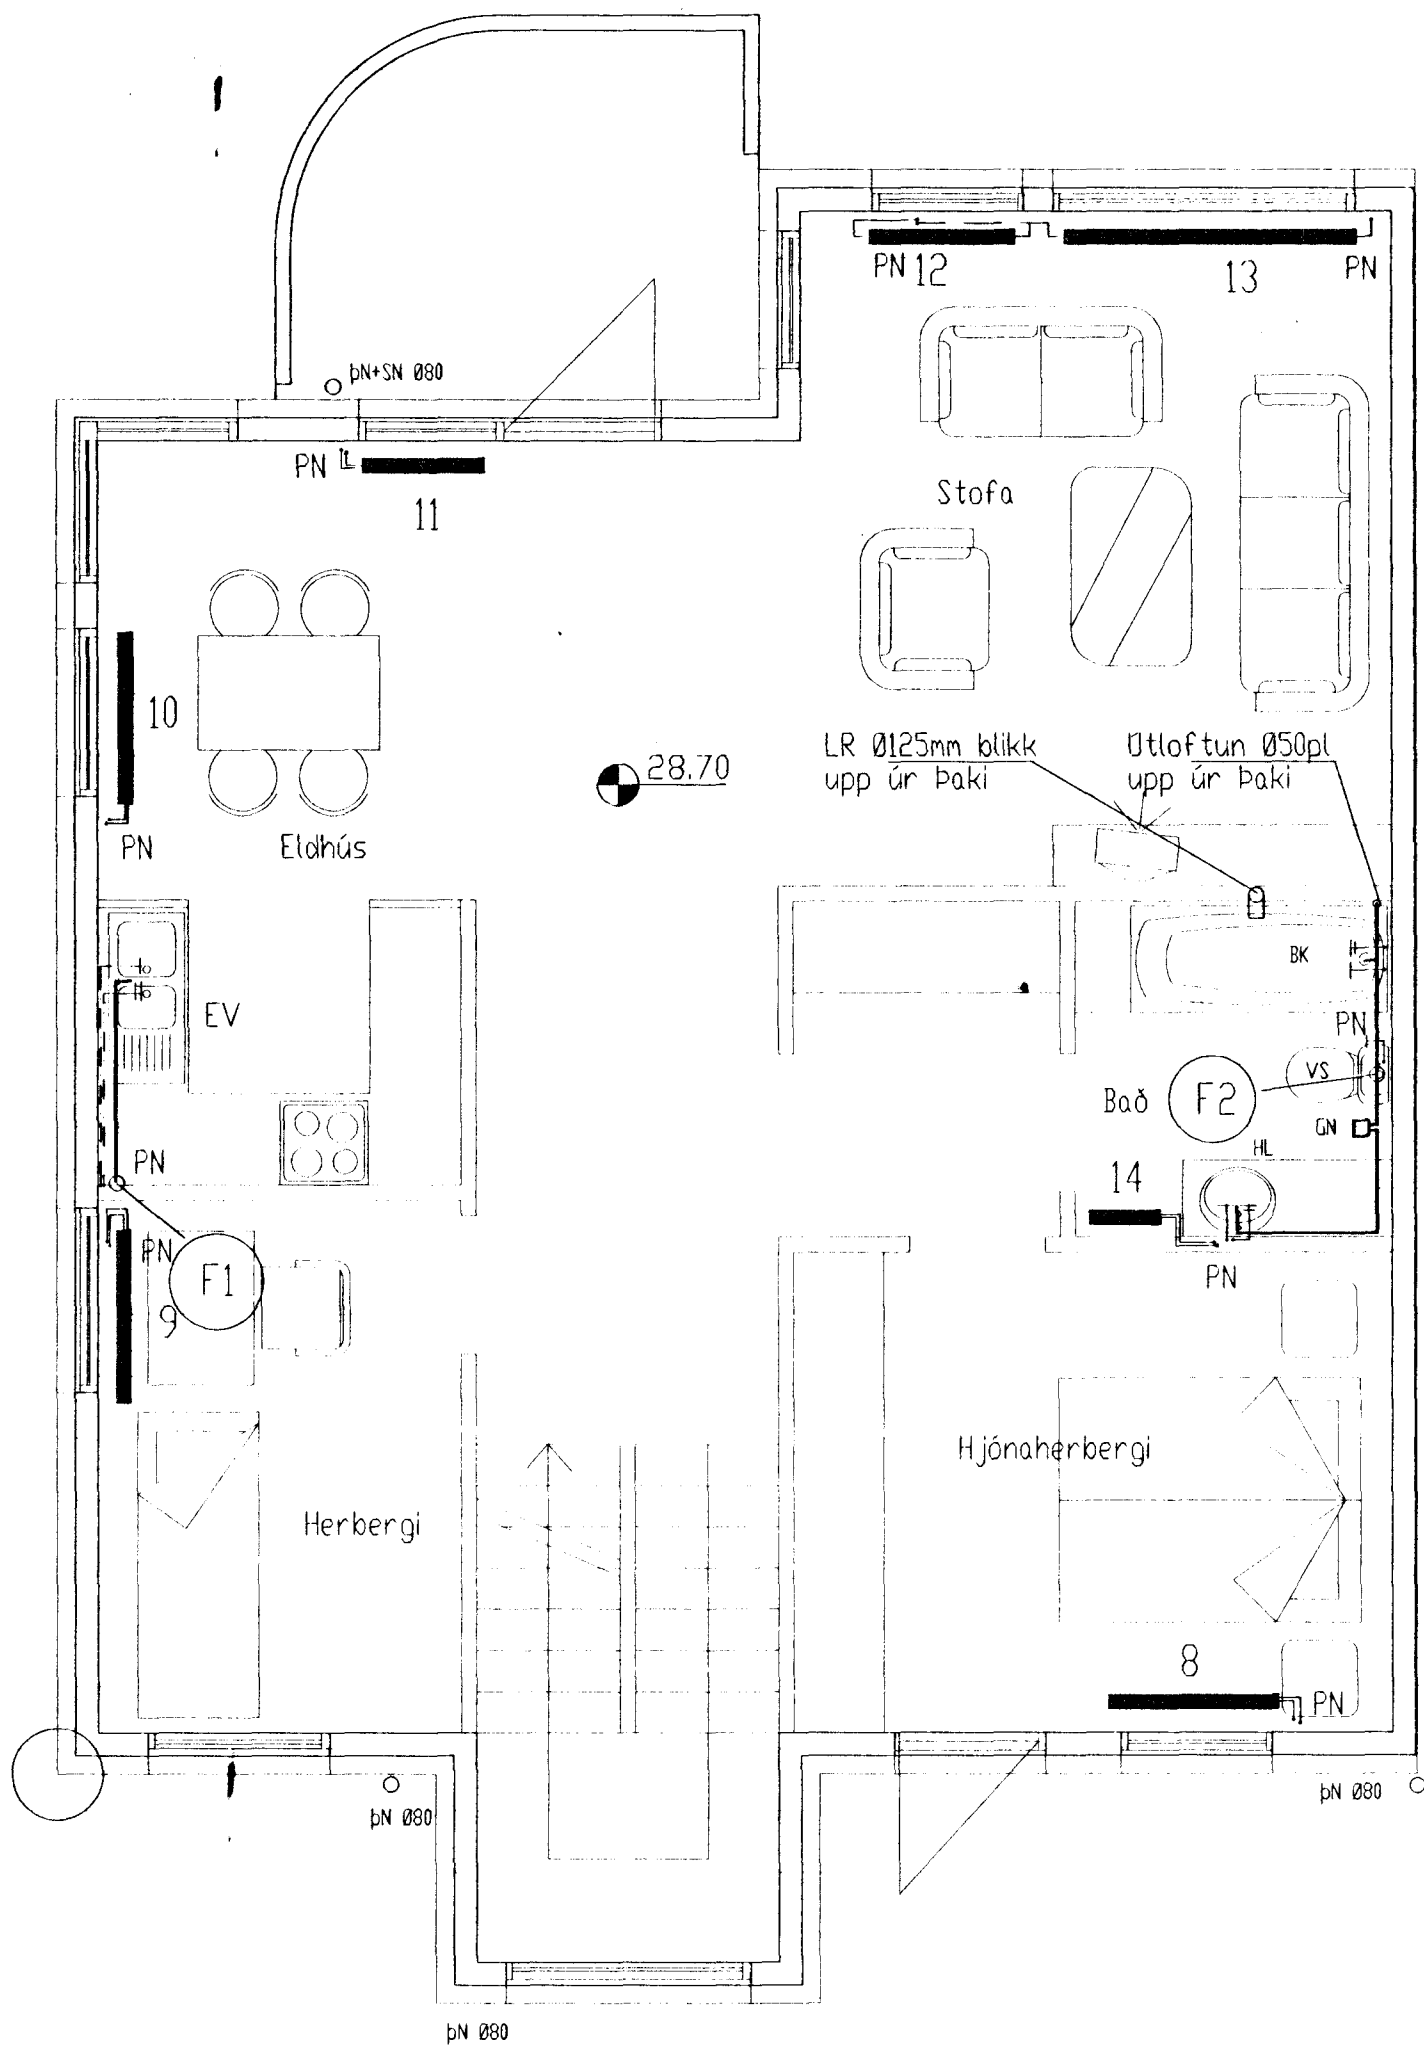 PN
12
13
PN
þN+SN Ø80
PN
11
Stofa
10
28.70
LR Ø125mm blikk
upp úr þaki
Útloftun Ø50pl
upp úr þaki
PN
Eldhús
BK
EV
PN
VS
Bað
F2
GN
HL
PN
14
PN
F1
9
PN
Hjónaherbergi
Herbergi
8
PN
þN Ø80
þN Ø80
þN Ø80